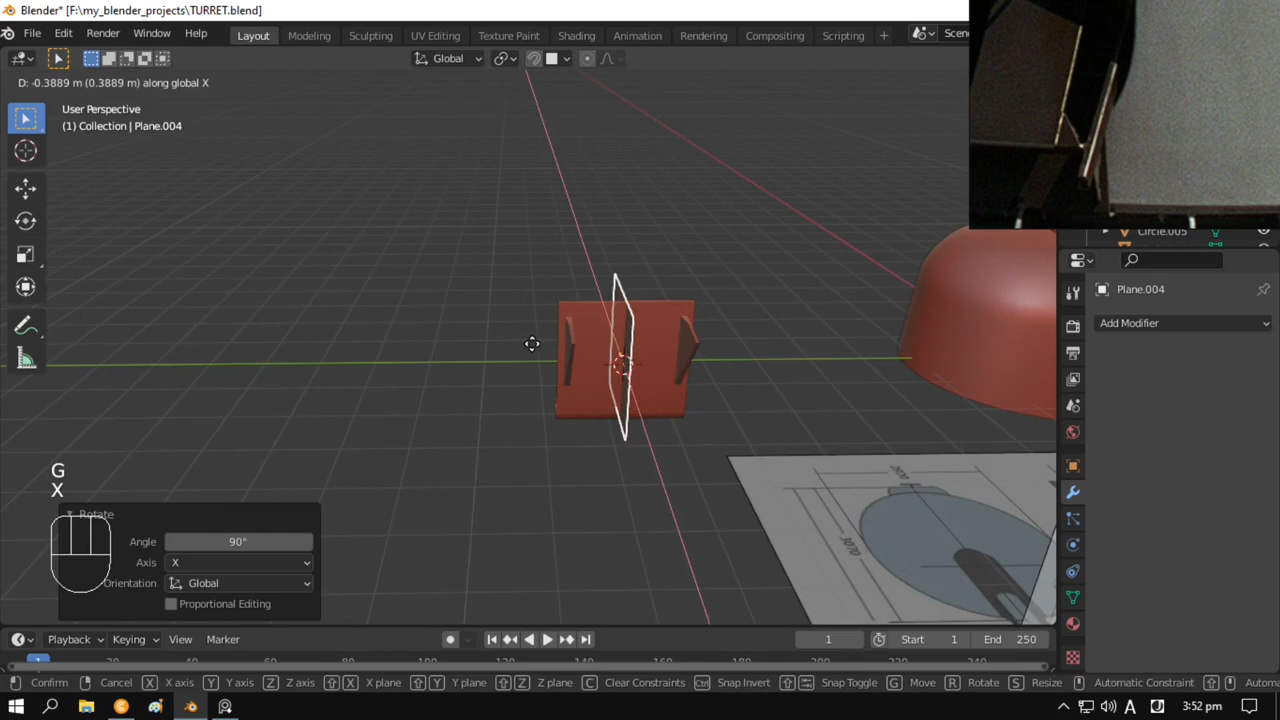 Blender* [F:\my_blender_projects\TURRET.blend]
File Edit Render Window Help Layout Modeling Sculpting UV Editing Texture Paint Shading Animation Rendering Compositing Scripting + Scen
Global
D: -0.3889 m (0.3889 m) along global X
User Perspective
(1) Collection | Plane.004
Circle.005
Plane.004
Add Modifier
G
X
Rotate
Angle 90°
Axis X
Orientation Global
Proportional Editing
3070
Playback Keying View Marker 1 Start 1 End 250
Confirm Cancel X X axis Y Y axis Z Z axis X X plane Y Y plane Z Z plane C Clear Constraints Ctrl Snap Invert Snap Toggle G Move R Rotate S Resize Automatic Constraint Automa
A 3:52 pm